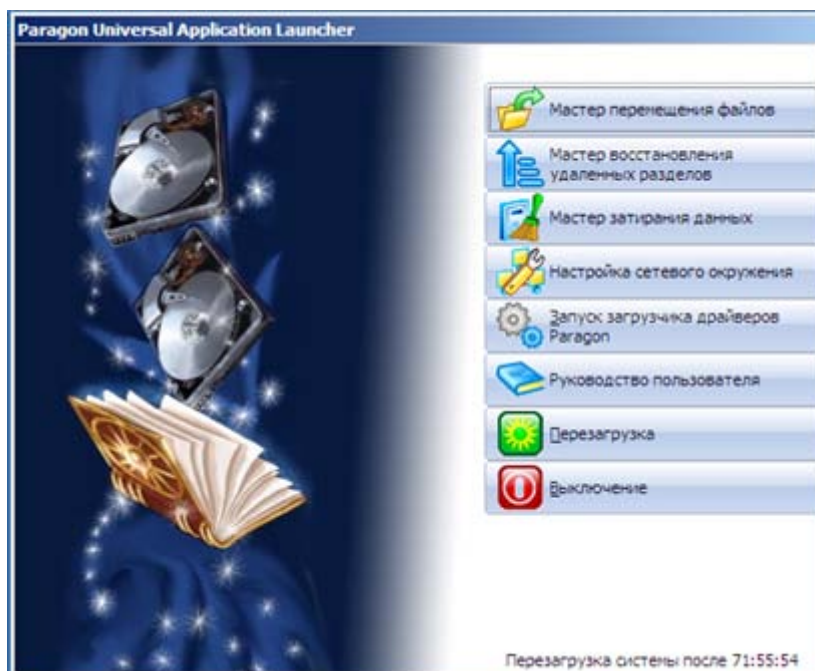 Paragon Universal Application Launcher
Мастер перемещения файлов
Мастер восстановления
удаленных разделов
Мастер затирания данных
Настройка сетевого окружения
Запуск загрузчика драйверов
Paragon
Руководство пользователя
Перезагрузка
Выключение
Перезагрузка системы после 71:55:54